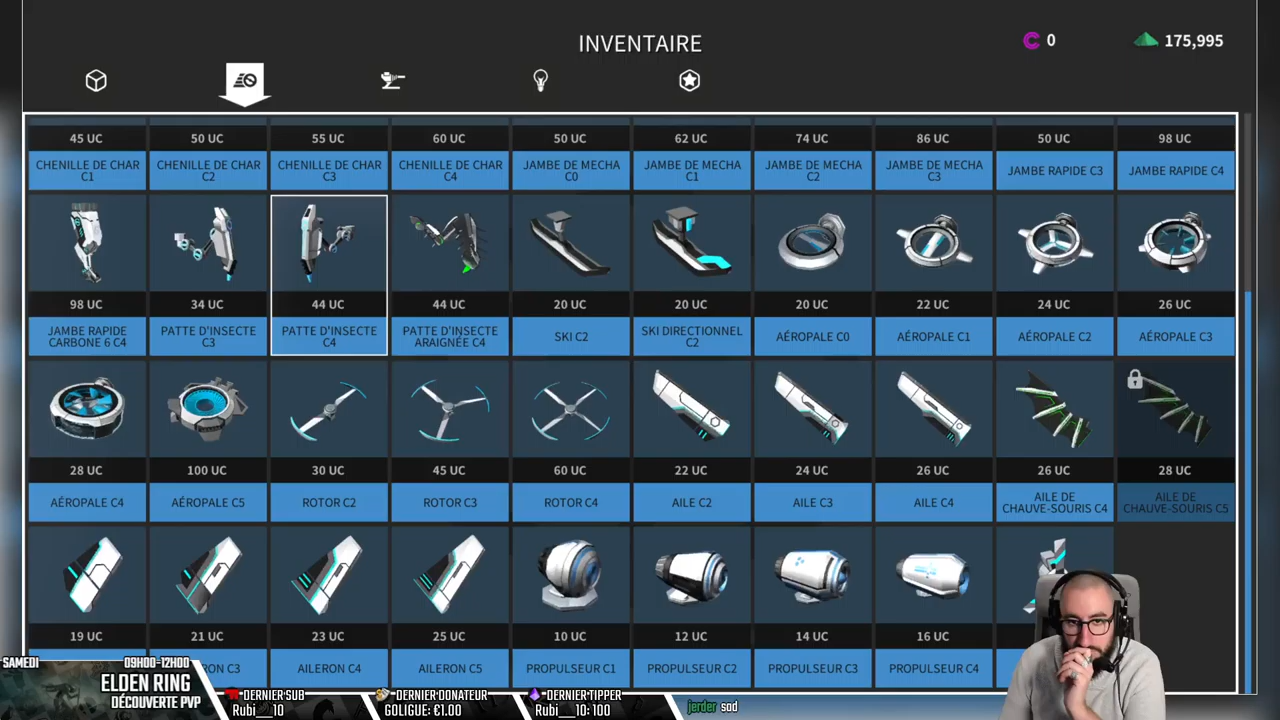 INVENTAIRE
0
175,995
45 UC
50 UC
55 UC
60 UC
50 UC
62 UC
74 UC
86 UC
50 UC
98 UC
CHENILLE DE CHAR
C1
CHENILLE DE CHAR
C2
CHENILLE DE CHAR
C3
CHENILLE DE CHAR
C4
JAMBE DE MECHA
C0
JAMBE DE MECHA
C1
JAMBE DE MECHA
C2
JAMBE DE MECHA
C3
JAMBE RAPIDE C3
JAMBE RAPIDE C4
98 UC
34 UC
44 UC
44 UC
20 UC
20 UC
20 UC
22 UC
24 UC
26 UC
JAMBE RAPIDE
CARBONE 6 C4
PATTE D'INSECTE
C3
PATTE D'INSECTE
C4
PATTE D'INSECTE
ARAIGNÉE C4
SKI C2
SKI DIRECTIONNEL
C2
AÉROPALE C0
AÉROPALE C1
AÉROPALE C2
AÉROPALE C3
28 UC
100 UC
30 UC
45 UC
60 UC
22 UC
24 UC
26 UC
26 UC
28 UC
AÉROPALE C4
AÉROPALE C5
ROTOR C2
ROTOR C3
ROTOR C4
AILE C2
AILE C3
AILE C4
AILE DE
CHAUVE-SOURIS C4
AILE DE
CHAUVE-SOURIS C5
19 UC
21 UC
23 UC
25 UC
10 UC
12 UC
14 UC
16 UC
RON C3
AILERON C4
AILERON C5
PROPULSEUR C1
PROPULSEUR C2
PROPULSEUR C3
PROPULSEUR C4
SAMEDI
09H00-12H00
ELDEN RING
DÉCOUVERTE PVP
DERNIER SUB
Rubi__10
DERNIER DONATEUR
GOLIGUE: €1.00
DERNIER TIPPER
Rubi__10: 100
jerder sad